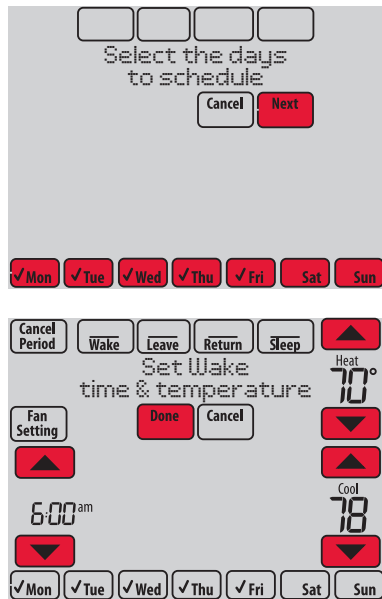 Select the days
to schedule
Cancel Next
✓Mon ✓Tue ✓Wed ✓Thu ✓Fri Sat Sun
Cancel Period Wake Leave Return Sleep
Set Wake
time & temperature
Heat
70°
Fan Setting Done Cancel
6:00 am
Cool
78
✓Mon ✓Tue ✓Wed ✓Thu ✓Fri Sat Sun